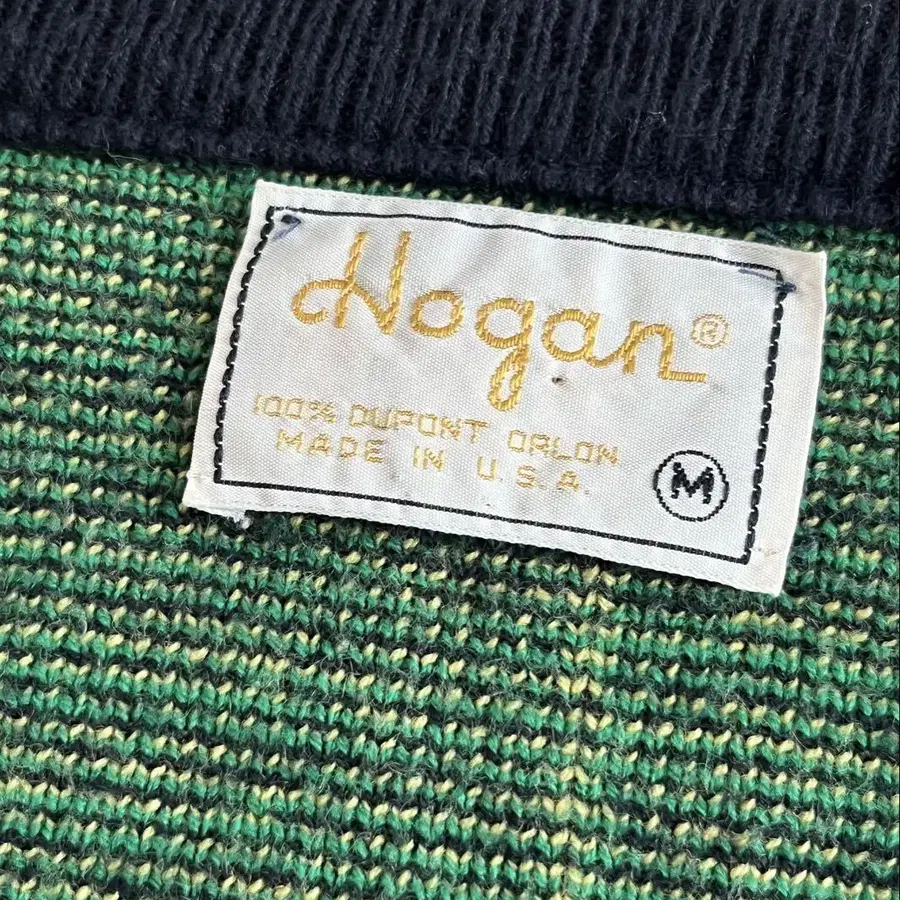 Hogan®
100% DUPONT ORLON
MADE IN U.S.A.
M